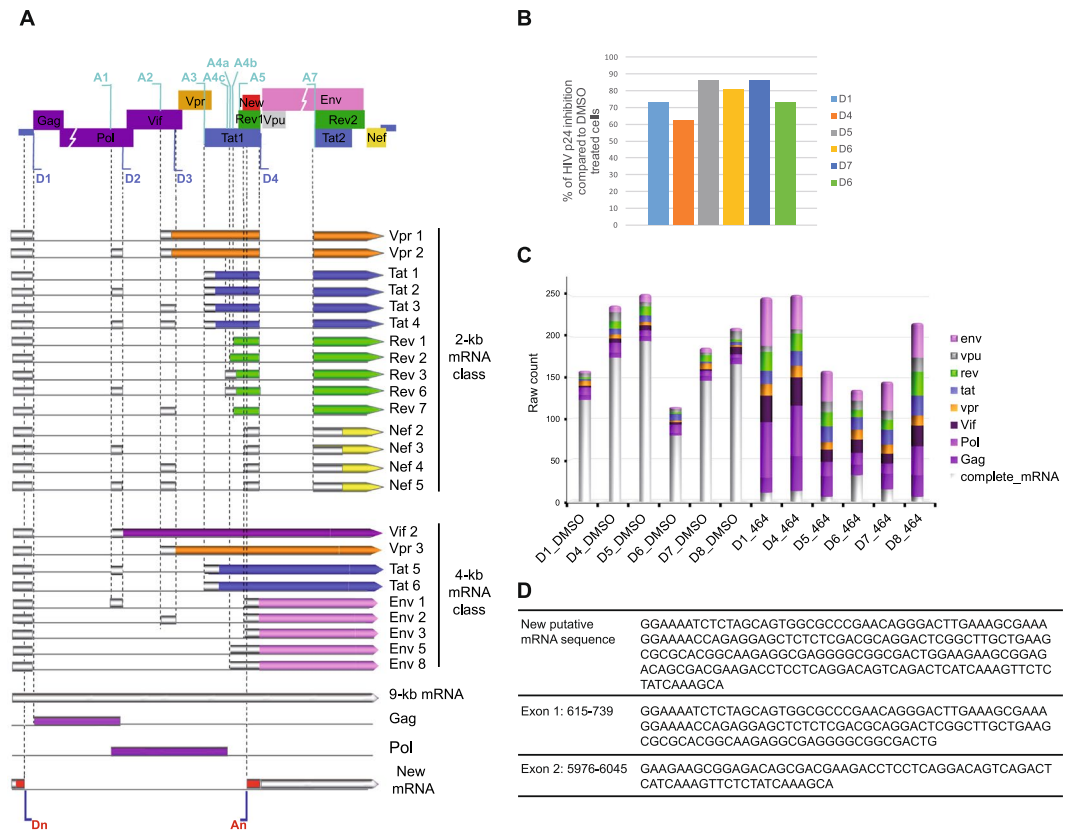 A
A4a
A4b
A1
A2
A3
A4c
A5
A7
Vpr
New
Env
Gag
Vif
Rev1
Vpu
Rev2
Pol
Tat1
Tat2
Nef
D1
D2
D3
D4
Vpr 1
Vpr 2
Tat 1
Tat 2
Tat 3
Tat 4
Rev 1
Rev 2
Rev 3
Rev 6
Rev 7
Nef 2
Nef 3
Nef 4
Nef 5
2-kb
mRNA
class
Vif 2
Vpr 3
Tat 5
Tat 6
Env 1
Env 2
Env 3
Env 5
Env 8
4-kb
mRNA
class
9-kb mRNA
Gag
Pol
New
mRNA
Dn
An
B
% of HIV p24 inhibition
compared to DMSO
treated cells
100
90
80
70
60
50
40
30
20
10
0
D1
D4
D5
D6
D7
D6
C
Raw count
250
200
150
100
50
0
D1_DMSO
D4_DMSO
D5_DMSO
D6_DMSO
D7_DMSO
D8_DMSO
D1_464
D4_464
D5_464
D6_464
D7_464
D8_464
env
vpu
rev
tat
vpr
Vif
Pol
Gag
complete_mRNA
D
New putative
mRNA sequence
GGAAAATCTCTAGCAGTGGCGCCCGAACAGGGACTTGAAAGCGAAA
GGAAAACCAGAGGAGCTCTCTCGACGCAGGACTCGGCTTGCTGAAG
CGCGCACGGCAAGAGGCGAGGGGCGGCGACTGGAAGAAGCGGAG
ACAGCGACGAAGACCTCCTCAGGACAGTCAGACTCATCAAAGTTCTC
TATCAAAGCA
Exon 1: 615-739
GGAAAATCTCTAGCAGTGGCGCCCGAACAGGGACTTGAAAGCGAAA
GGAAAACCAGAGGAGCTCTCTCGACGCAGGACTCGGCTTGCTGAAG
CGCGCACGGCAAGAGGCGAGGGGCGGCGACTG
Exon 2: 5976-6045
GAAGAAGCGGAGACAGCGACGAAGACCTCCTCAGGACAGTCAGACT
CATCAAAGTTCTCTATCAAAGCA